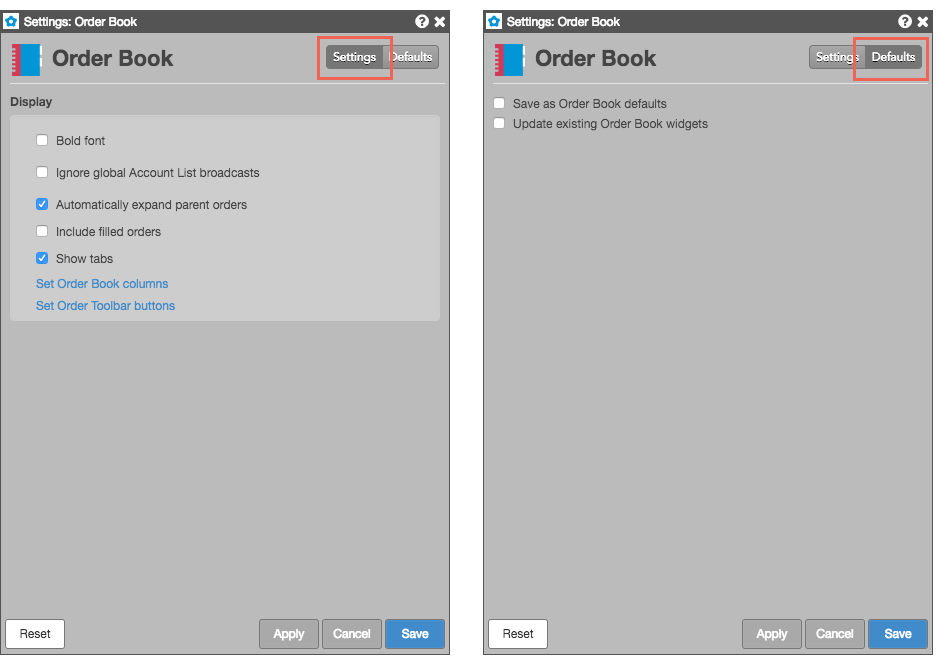 Settings: Order Book
Order Book
Settings
Defaults
Display
Bold font
Ignore global Account List broadcasts
Automatically expand parent orders
Include filled orders
Show tabs
Set Order Book columns
Set Order Toolbar buttons
Reset
Apply
Cancel
Save
Settings: Order Book
Order Book
Settings
Defaults
Save as Order Book defaults
Update existing Order Book widgets
Reset
Apply
Cancel
Save